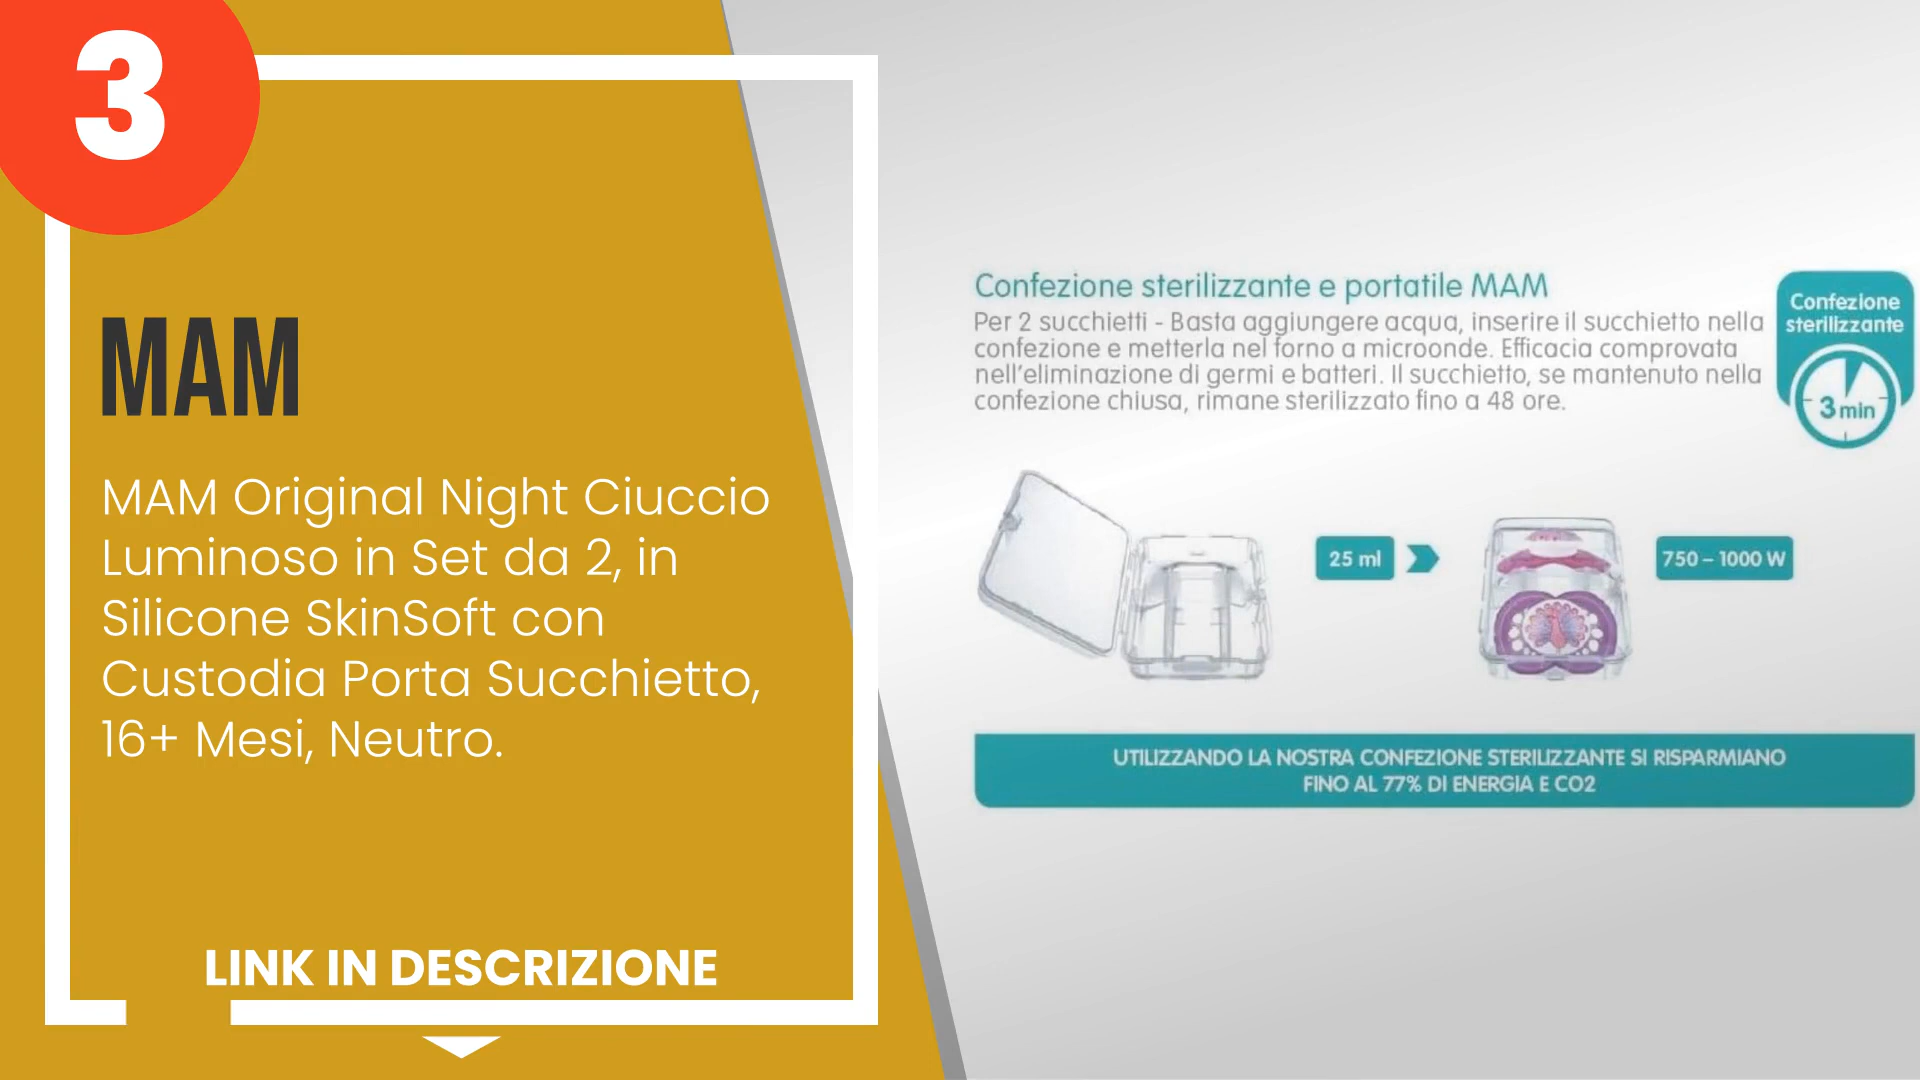 3
MAM
MAM Original Night Ciuccio
Luminoso in Set da 2, in
Silicone SkinSoft con
Custodia Porta Succhietto,
16+ Mesi, Neutro.
LINK IN DESCRIZIONE
Confezione sterilizzante e portatile MAM
Per 2 succhietti - Basta aggiungere acqua, inserire il succhietto nella
confezione e metterla nel forno a microonde. Efficacia comprovata
nell'eliminazione di germi e batteri. Il succhietto, se mantenuto nella
confezione chiusa, rimane sterilizzato fino a 48 ore.
Confezione
sterilizzante
3 min
25 ml
750 – 1000 W
UTILIZZANDO LA NOSTRA CONFEZIONE STERILIZZANTE SI RISPARMIANO
FINO AL 77% DI ENERGIA E CO2